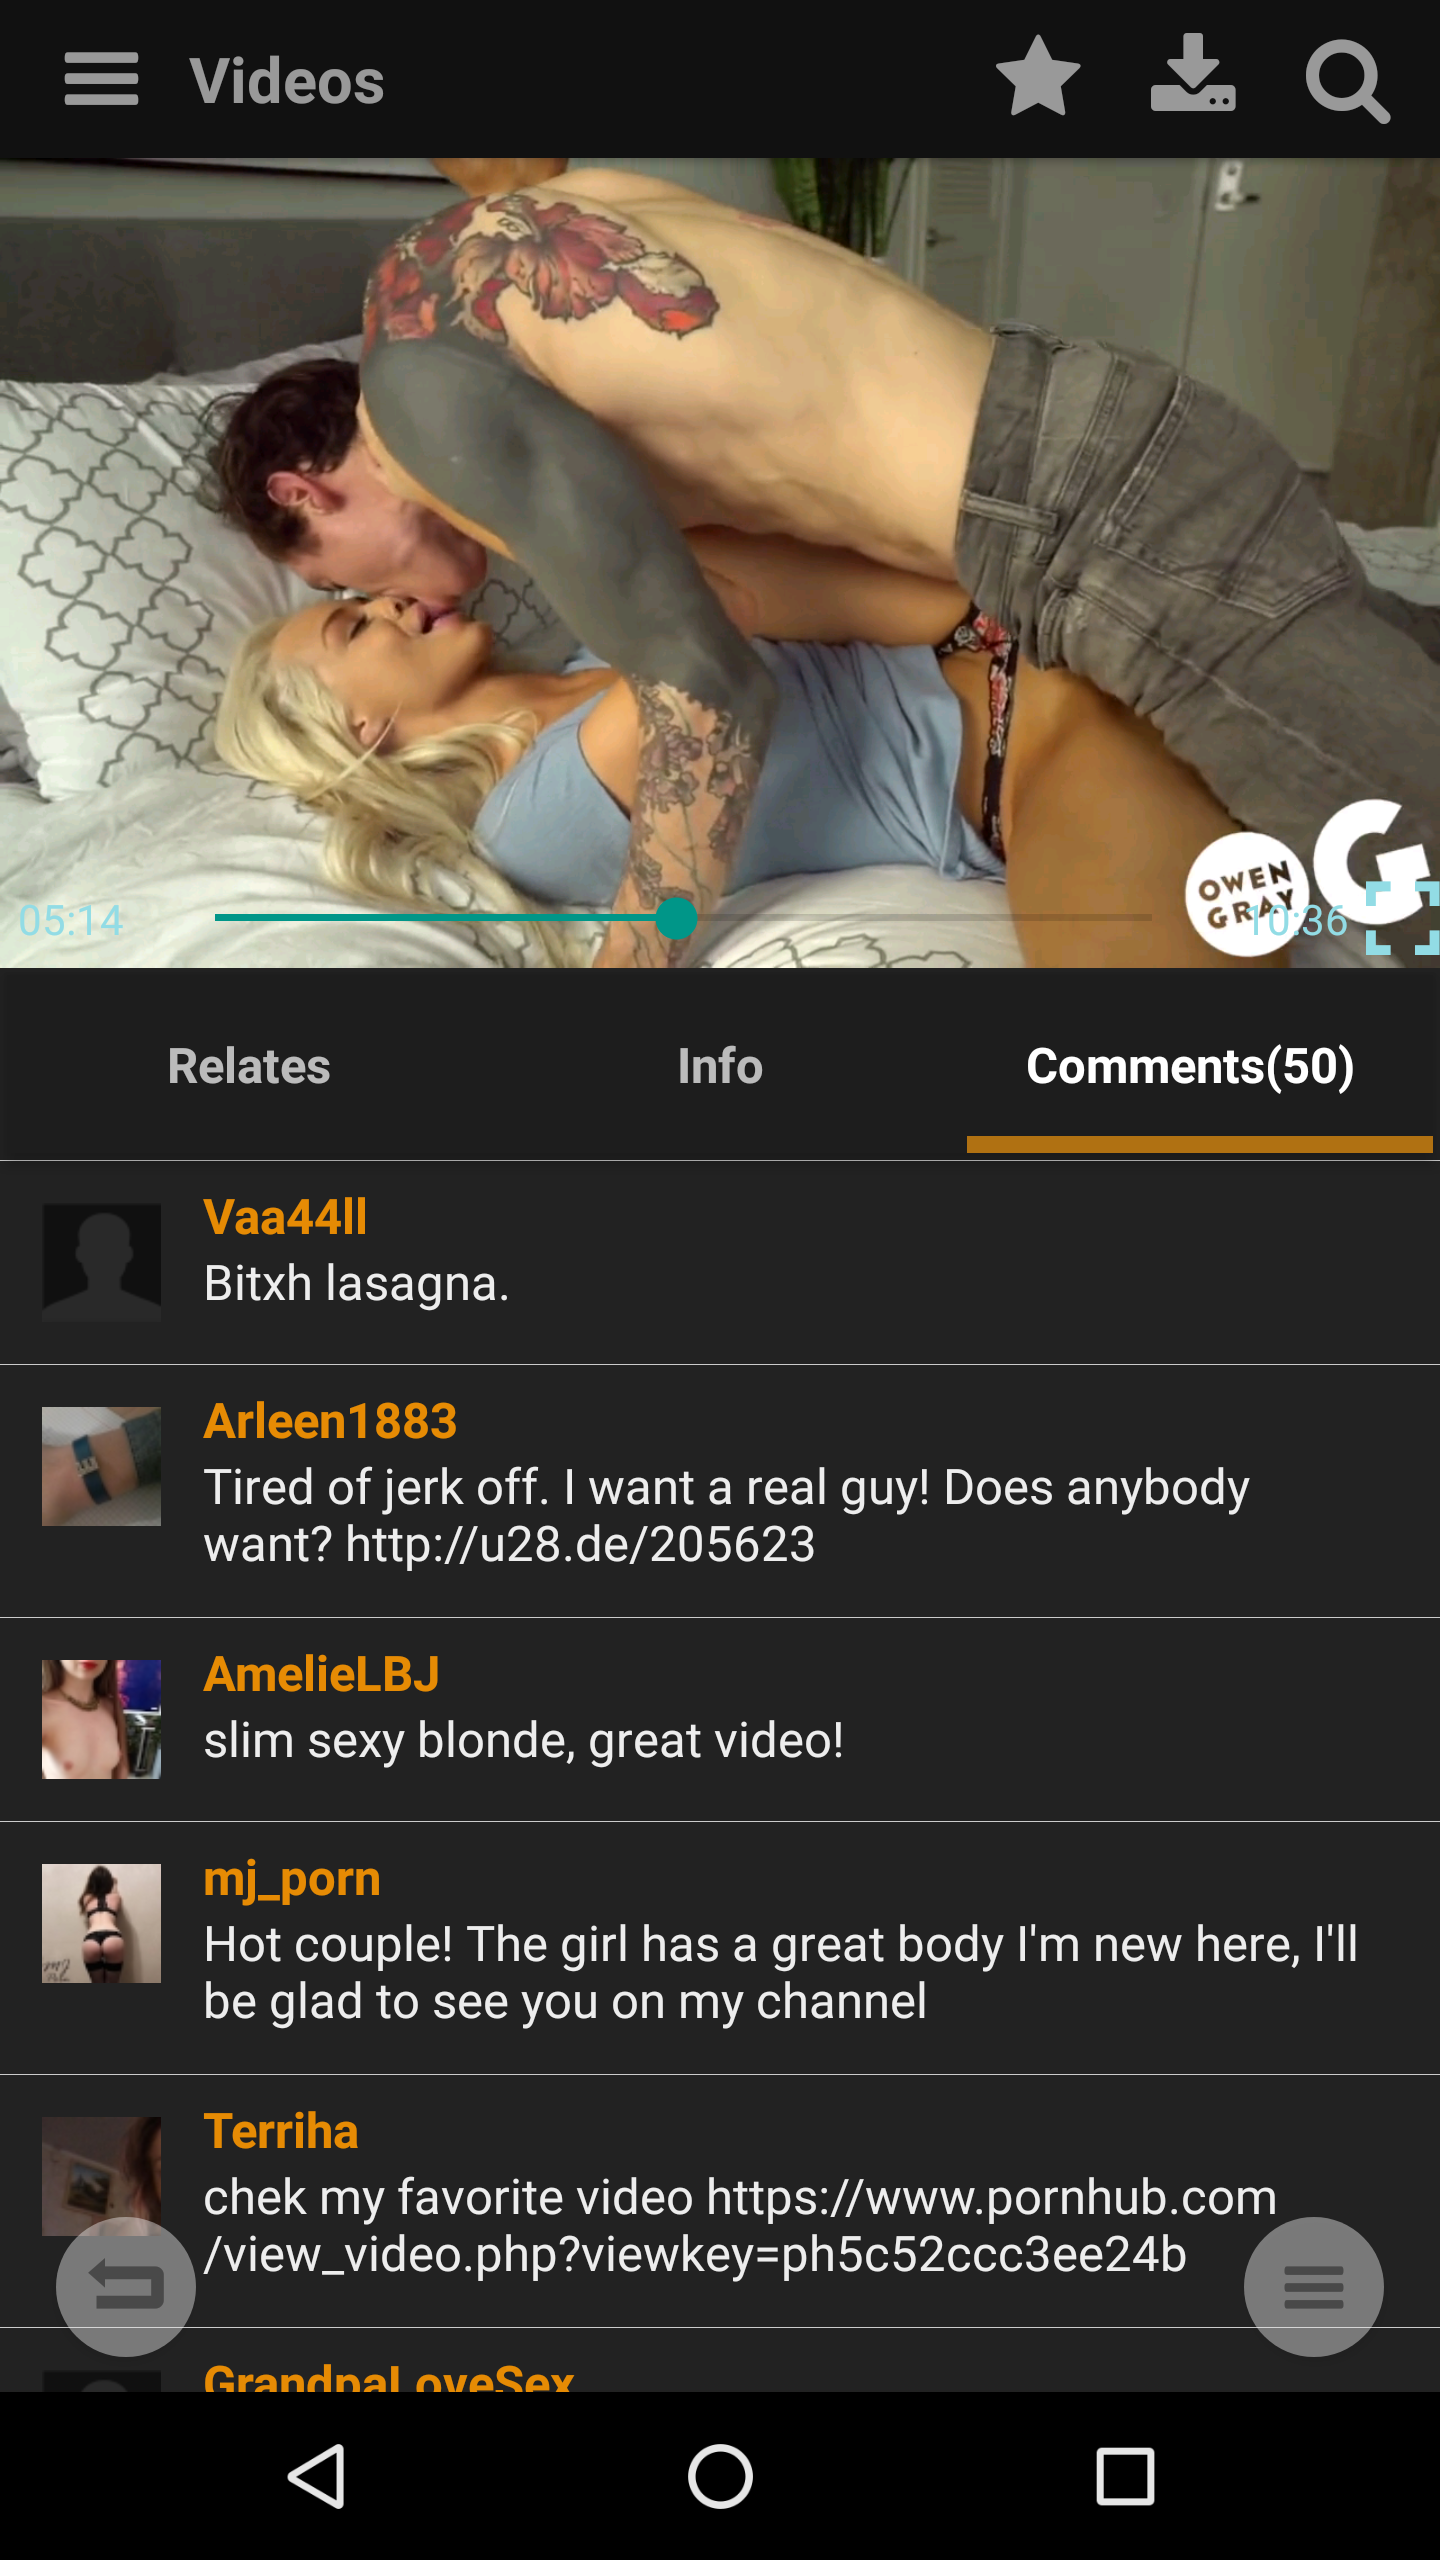 Videos
OWEN
GRAY
G
05:14
10:36
Relates
Info
Comments(50)
Vaa44ll
Bitxh lasagna.
Arleen1883
Tired of jerk off. I want a real guy! Does anybody
want? http://u28.de/205623
AmelieLBJ
slim sexy blonde, great video!
mj_porn
Hot couple! The girl has a great body I'm new here, I'll
be glad to see you on my channel
Terriha
chek my favorite video https://www.pornhub.com
/view_video.php?viewkey=ph5c52ccc3ee24b
GrandpaLoveSex